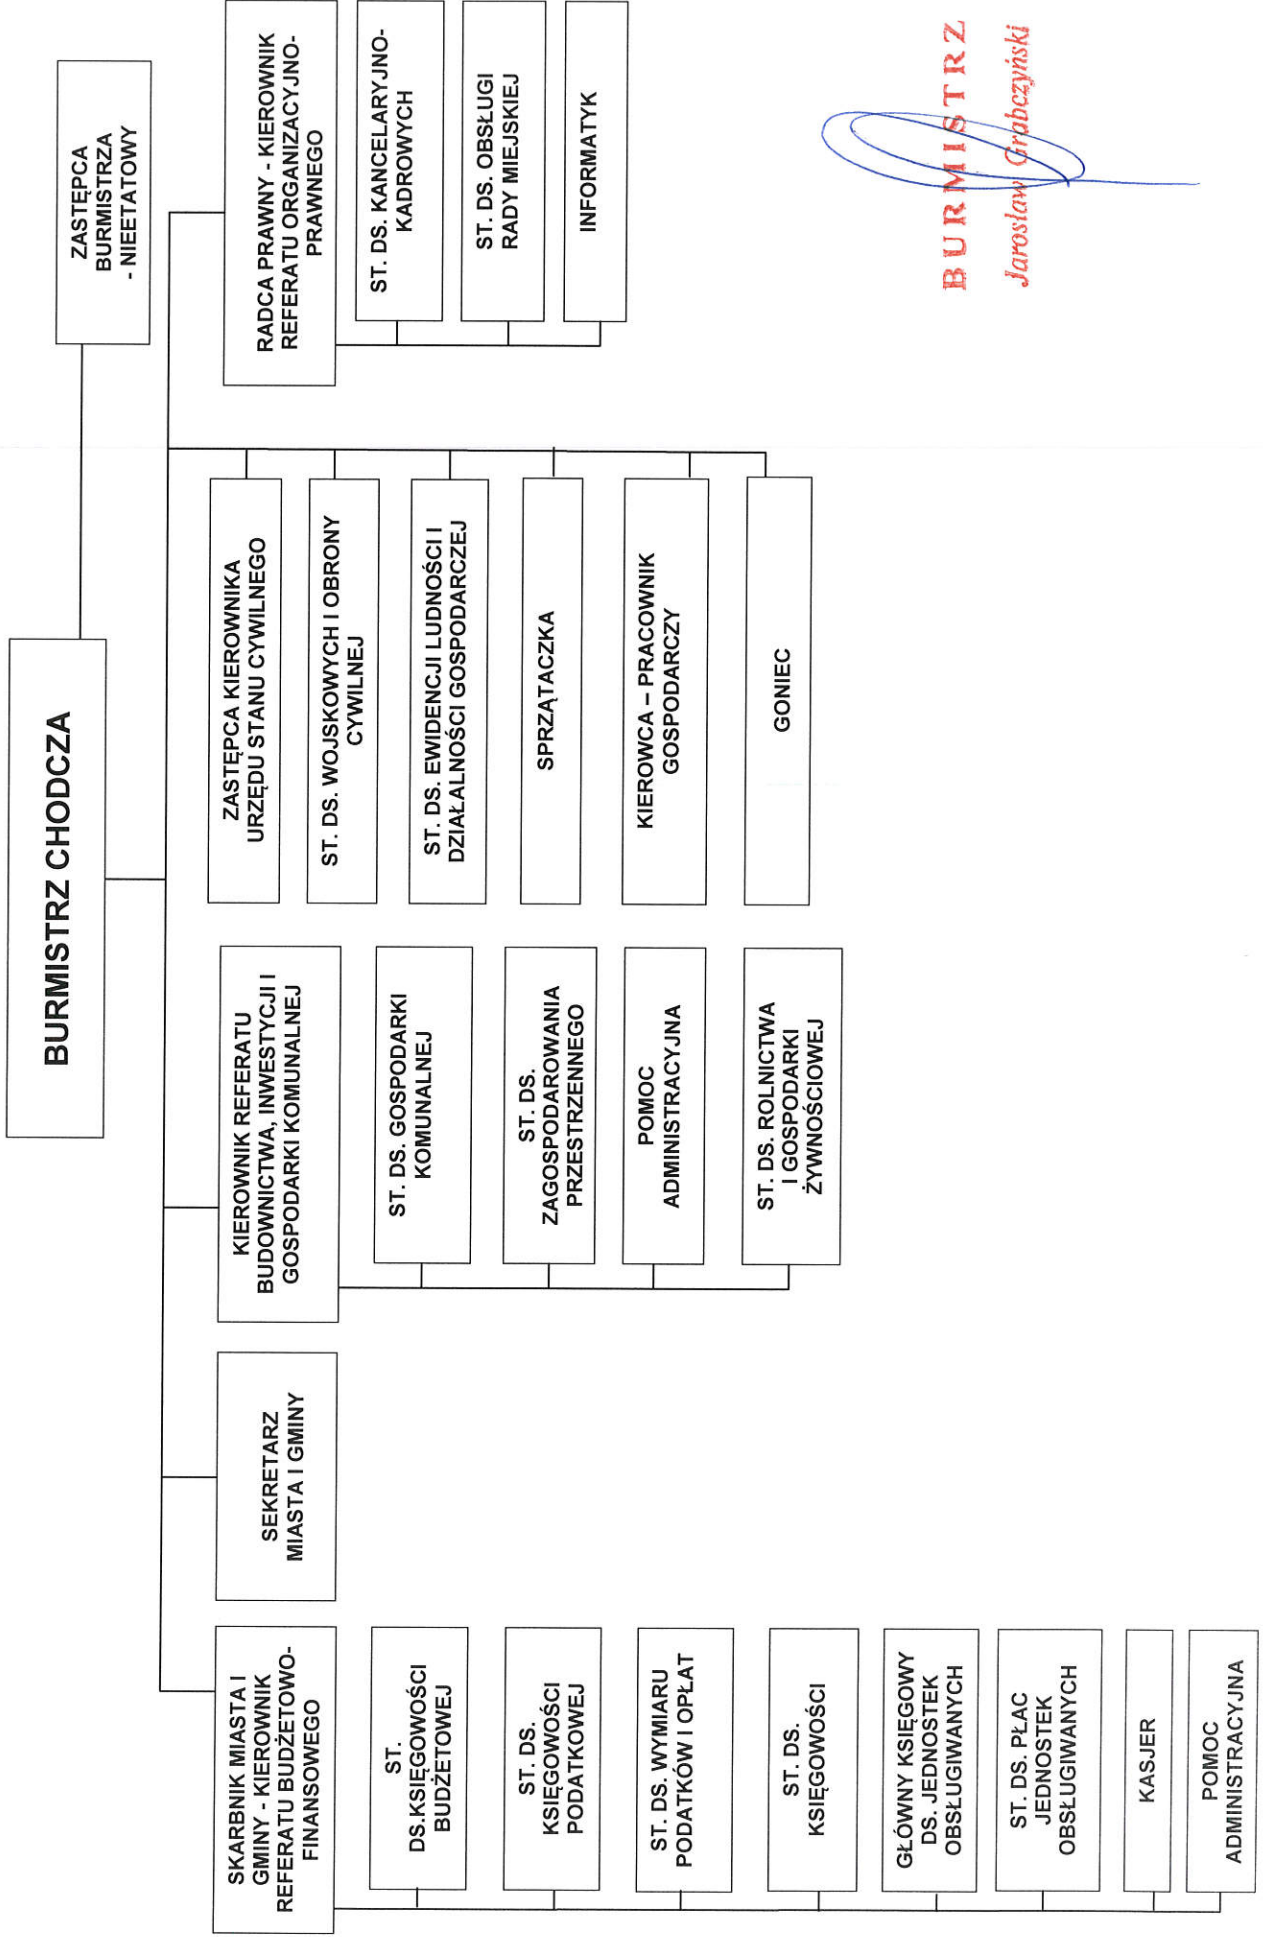 BURMISTRZ CHODCZA
ZASTĘPCA
BURMISTRZA
- NIEETATOWY
SKARBNIK MIASTA I
GMINY - KIEROWNIK
REFERATU BUDŻETOWO-
FINANSOWEGO
ST.
DS.KSIĘGOWOŚCI
BUDŻETOWEJ
ST. DS.
KSIĘGOWOŚCI
PODATKOWEJ
ST. DS. WYMIARU
PODATKÓW I OPŁAT
ST. DS.
KSIĘGOWOŚCI
GŁÓWNY KSIĘGOWY
DS. JEDNOSTEK
OBSŁUGIWANYCH
ST. DS. PŁAC
JEDNOSTEK
OBSŁUGIWANYCH
KASJER
POMOC
ADMINISTRACYJNA
SEKRETARZ
MIASTA I GMINY
KIEROWNIK REFERATU
BUDOWNICTWA, INWESTYCJI I
GOSPODARKI KOMUNALNEJ
ST. DS. GOSPODARKI
KOMUNALNEJ
ST. DS.
ZAGOSPODAROWANIA
PRZESTRZENNEGO
POMOC
ADMINISTRACYJNA
ST. DS. ROLNICTWA
I GOSPODARKI
ŻYWNOŚCIOWEJ
ZASTĘPCA KIEROWNIKA
URZĘDU STANU CYWILNEGO
ST. DS. WOJSKOWYCH I OBRONY
CYWILNEJ
ST. DS. EWIDENCJI LUDNOŚCI I
DZIAŁALNOŚCI GOSPODARCZEJ
SPRZĄTACZKA
KIEROWCA – PRACOWNIK
GOSPODARCZY
GONIEC
RADCA PRAWNY - KIEROWNIK
REFERATU ORGANIZACYJNO-
PRAWNEGO
ST. DS. KANCELARYJNO-
KADROWYCH
ST. DS. OBSŁUGI
RADY MIEJSKIEJ
INFORMATYK
BURMISTRZ
Jarosław Grabczyński